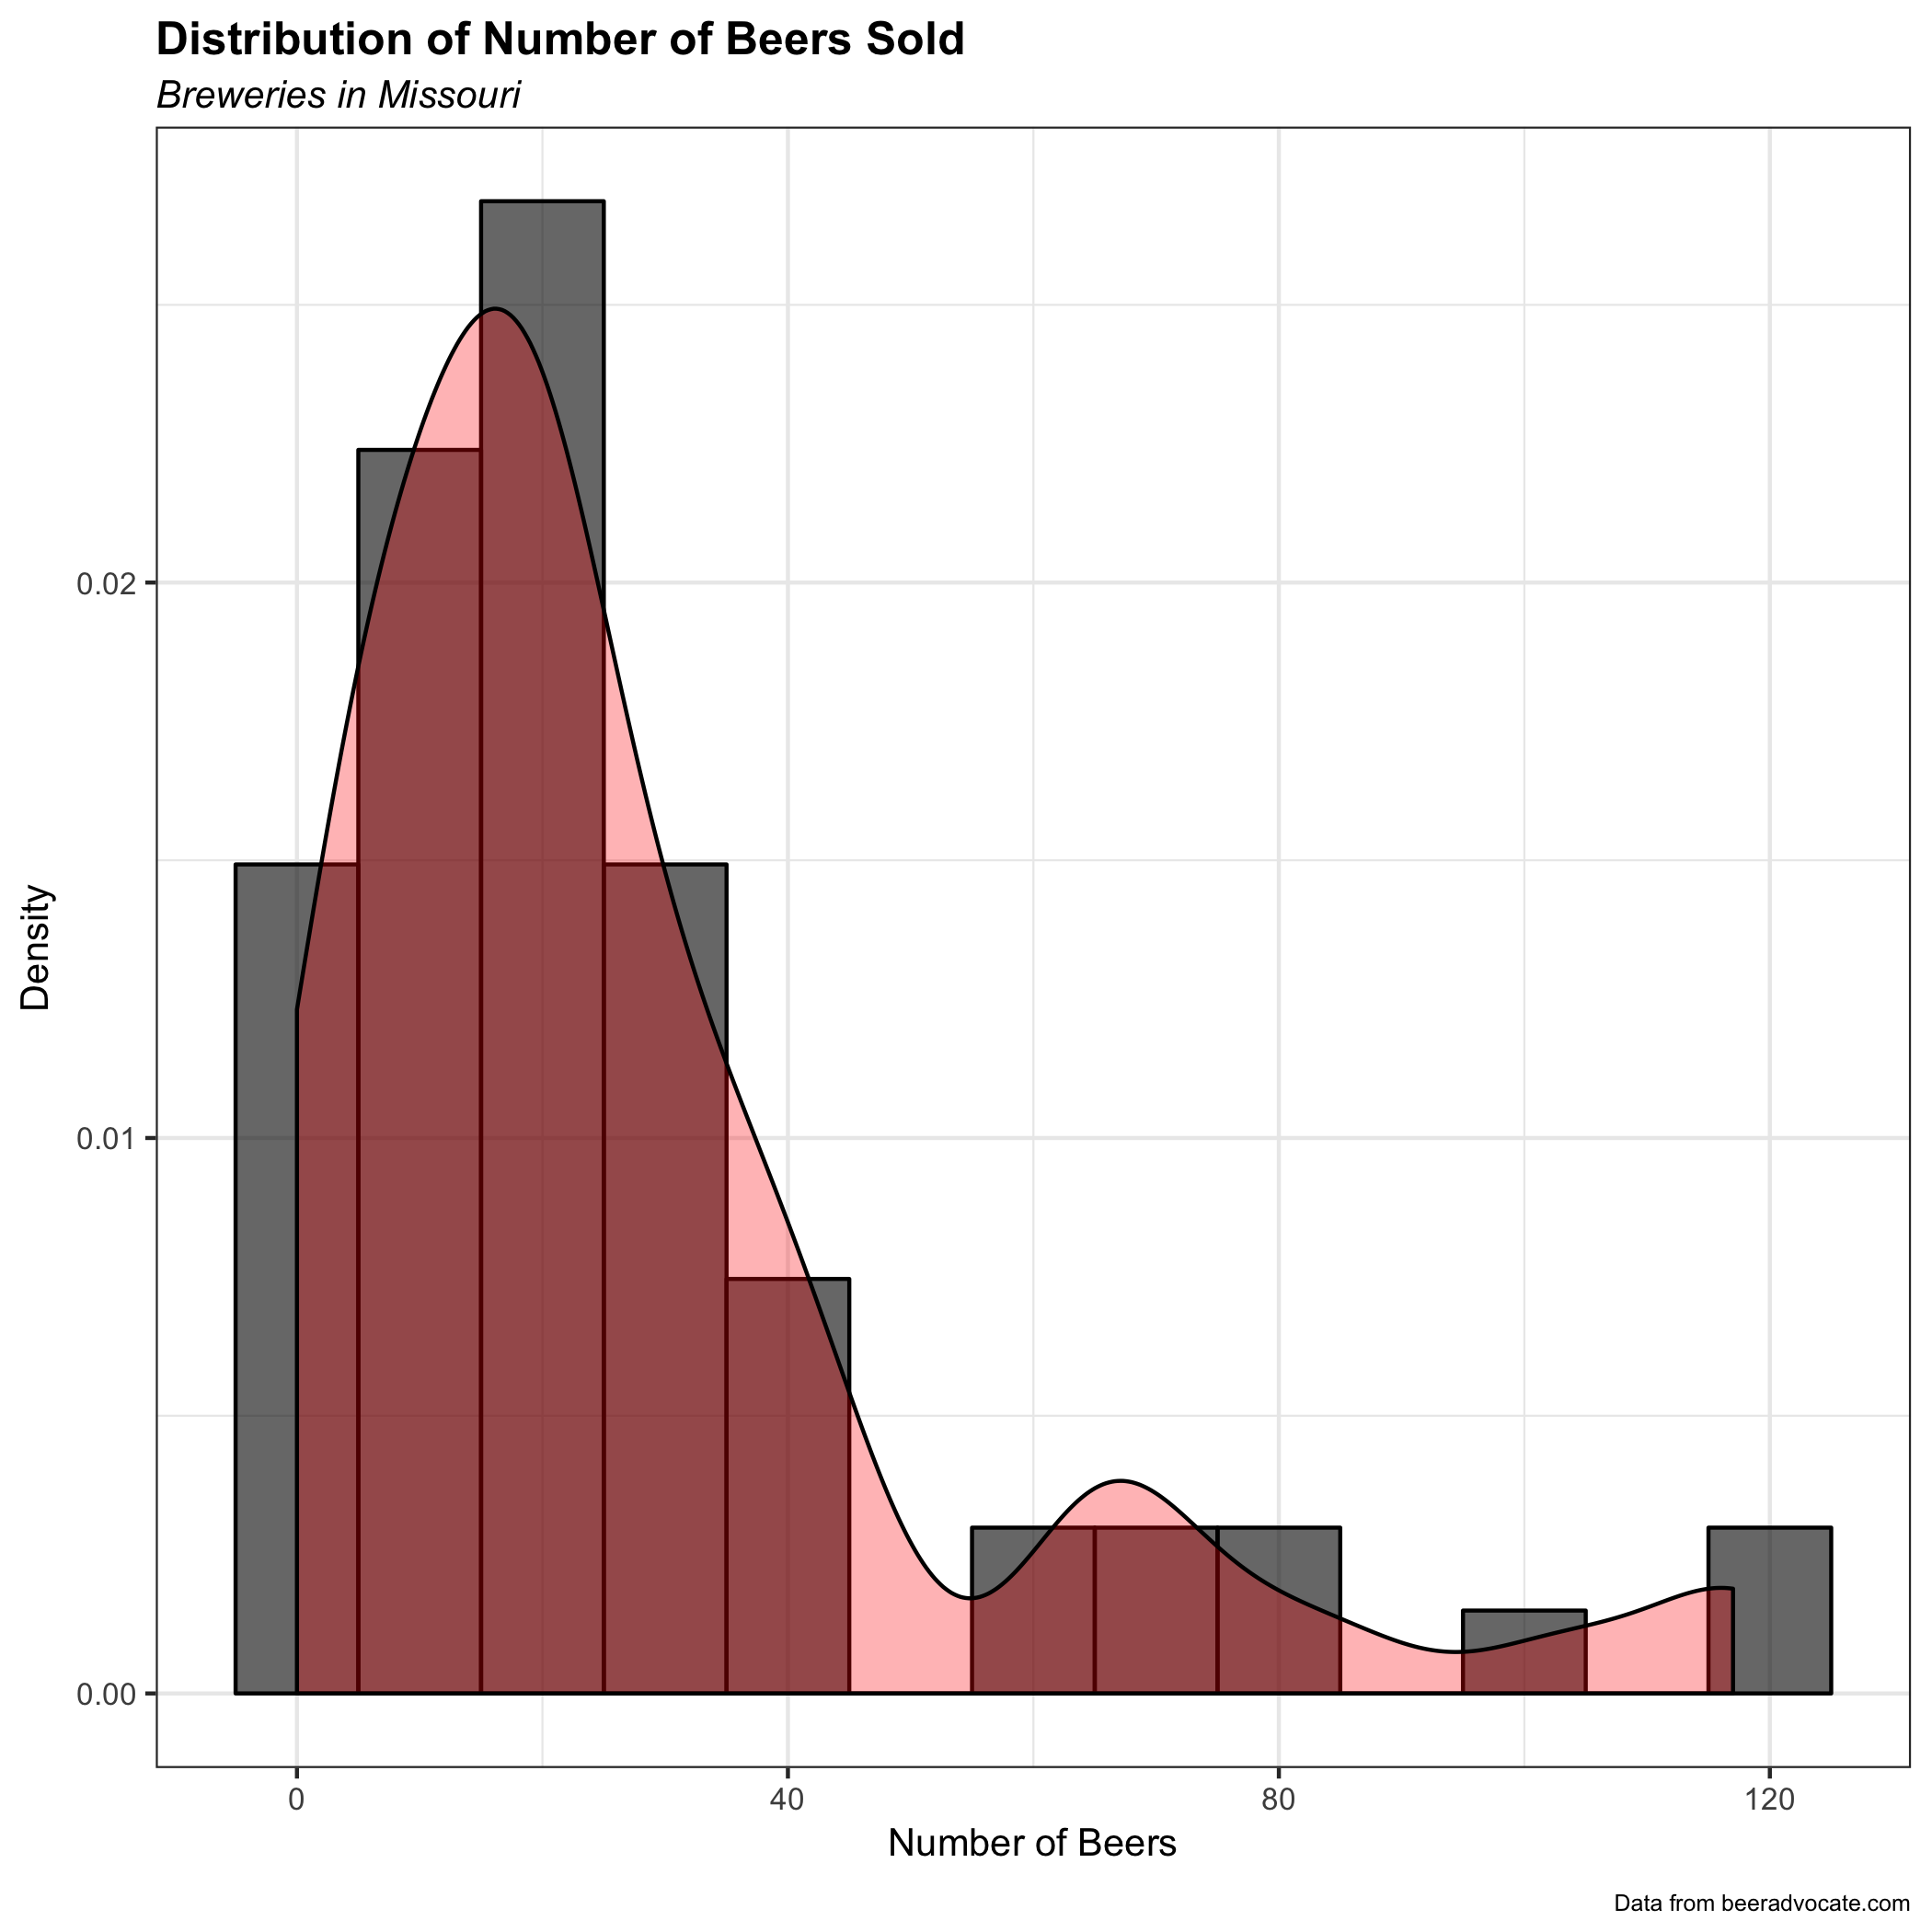 Distribution of Number of Beers Sold
Breweries in Missouri
Density
0.02
0.01
0.00
0 40 80 120
Number of Beers
Data from beeradvocate.com